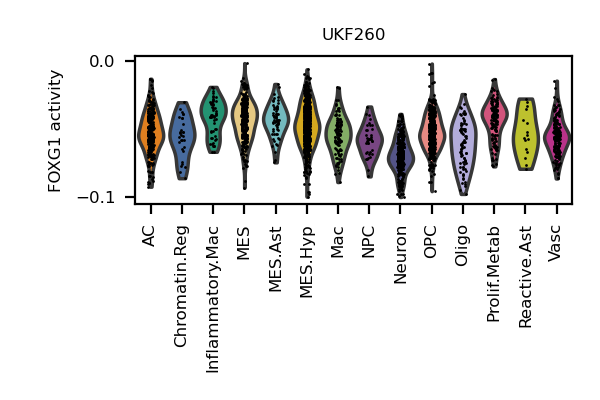 UKF260
FOXG1 activity
0.0
−0.1
AC
Chromatin.Reg
Inflammatory.Mac
MES
MES.Ast
MES.Hyp
Mac
NPC
Neuron
OPC
Oligo
Prolif.Metab
Reactive.Ast
Vasc